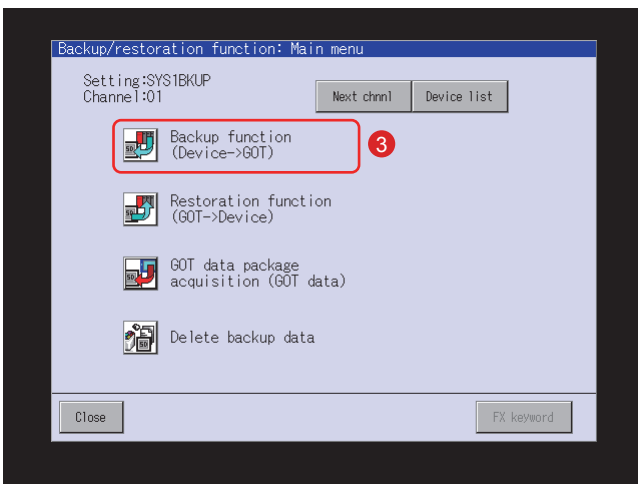 Backup/restoration function: Main menu
Setting:SYS1BKUP
Channel:01
Next chnnl
Device list
Backup function
(Device->GOT)
3
Restoration function
(GOT->Device)
GOT data package
acquisition (GOT data)
Delete backup data
Close
FX keyword